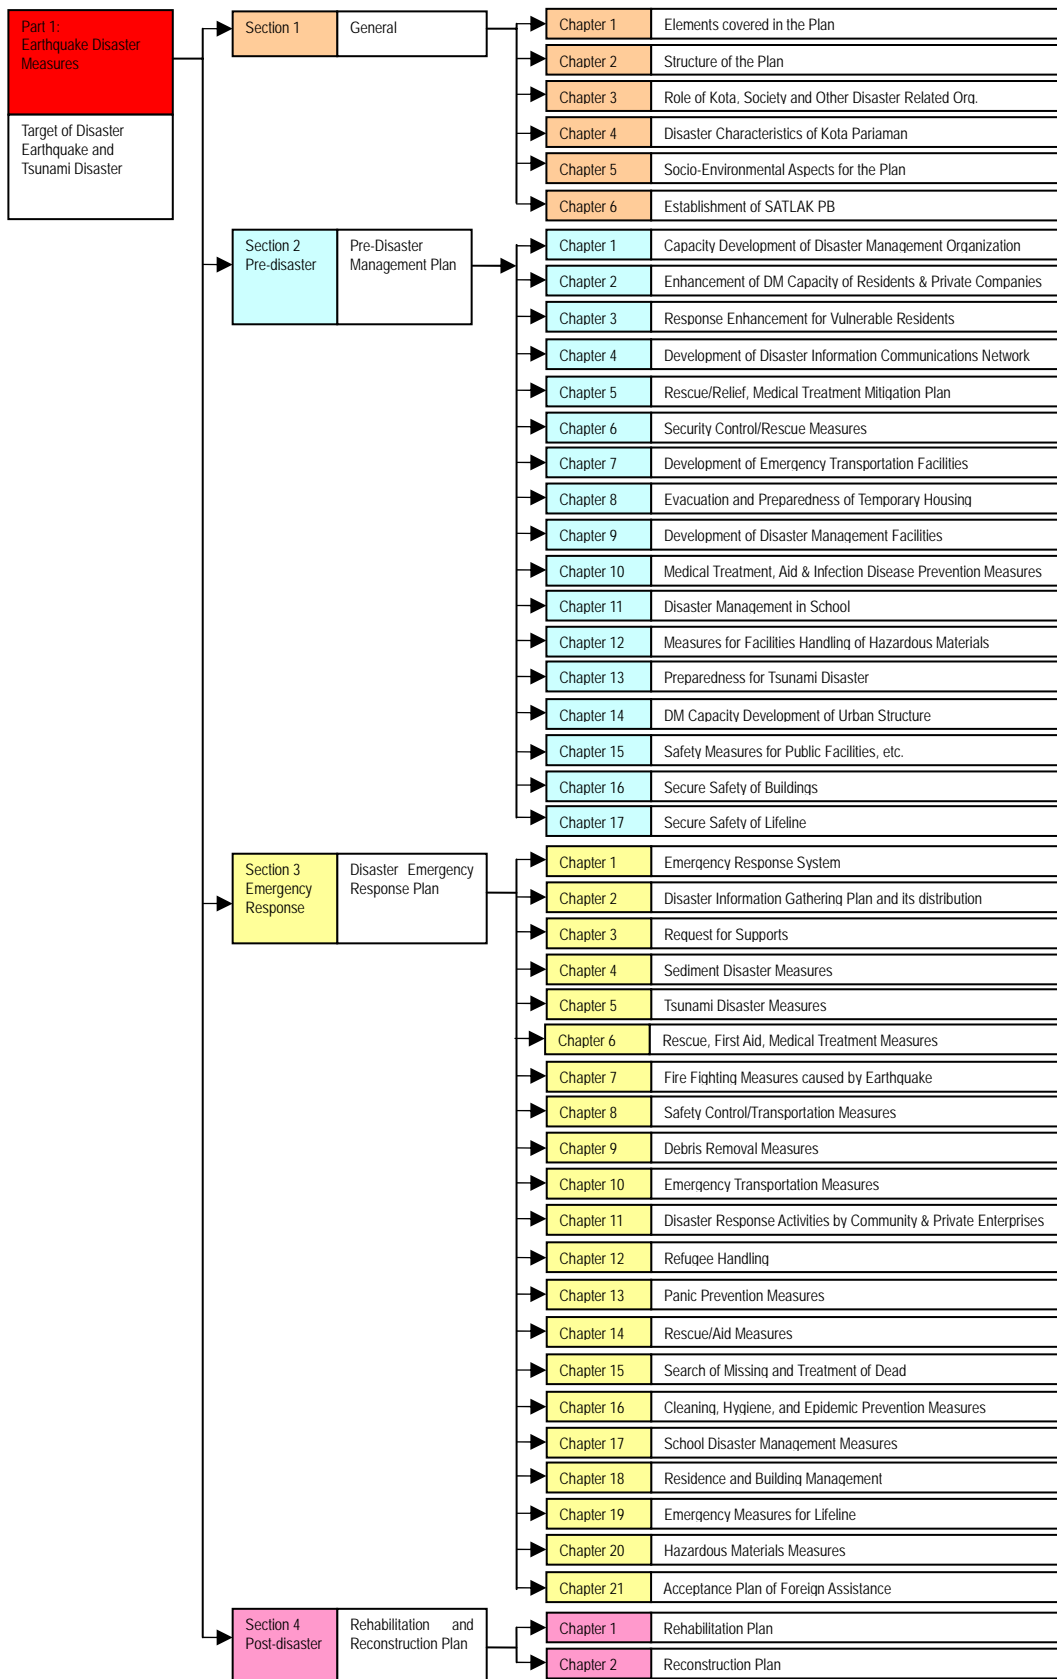 Part 1:
Earthquake Disaster
Measures
Target of Disaster
Earthquake and
Tsunami Disaster
Section 1
General
Chapter 1
Elements covered in the Plan
Chapter 2
Structure of the Plan
Chapter 3
Role of Kota, Society and Other Disaster Related Org.
Chapter 4
Disaster Characteristics of Kota Pariaman
Chapter 5
Socio-Environmental Aspects for the Plan
Chapter 6
Establishment of SATLAK PB
Section 2
Pre-disaster
Pre-Disaster
Management Plan
Chapter 1
Capacity Development of Disaster Management Organization
Chapter 2
Enhancement of DM Capacity of Residents & Private Companies
Chapter 3
Response Enhancement for Vulnerable Residents
Chapter 4
Development of Disaster Information Communications Network
Chapter 5
Rescue/Relief, Medical Treatment Mitigation Plan
Chapter 6
Security Control/Rescue Measures
Chapter 7
Development of Emergency Transportation Facilities
Chapter 8
Evacuation and Preparedness of Temporary Housing
Chapter 9
Development of Disaster Management Facilities
Chapter 10
Medical Treatment, Aid & Infection Disease Prevention Measures
Chapter 11
Disaster Management in School
Chapter 12
Measures for Facilities Handling of Hazardous Materials
Chapter 13
Preparedness for Tsunami Disaster
Chapter 14
DM Capacity Development of Urban Structure
Chapter 15
Safety Measures for Public Facilities, etc.
Chapter 16
Secure Safety of Buildings
Chapter 17
Secure Safety of Lifeline
Section 3
Emergency
Response
Disaster Emergency
Response Plan
Chapter 1
Emergency Response System
Chapter 2
Disaster Information Gathering Plan and its distribution
Chapter 3
Request for Supports
Chapter 4
Sediment Disaster Measures
Chapter 5
Tsunami Disaster Measures
Chapter 6
Rescue, First Aid, Medical Treatment Measures
Chapter 7
Fire Fighting Measures caused by Earthquake
Chapter 8
Safety Control/Transportation Measures
Chapter 9
Debris Removal Measures
Chapter 10
Emergency Transportation Measures
Chapter 11
Disaster Response Activities by Community & Private Enterprises
Chapter 12
Refugee Handling
Chapter 13
Panic Prevention Measures
Chapter 14
Rescue/Aid Measures
Chapter 15
Search of Missing and Treatment of Dead
Chapter 16
Cleaning, Hygiene, and Epidemic Prevention Measures
Chapter 17
School Disaster Management Measures
Chapter 18
Residence and Building Management
Chapter 19
Emergency Measures for Lifeline
Chapter 20
Hazardous Materials Measures
Chapter 21
Acceptance Plan of Foreign Assistance
Section 4
Post-disaster
Rehabilitation and
Reconstruction Plan
Chapter 1
Rehabilitation Plan
Chapter 2
Reconstruction Plan